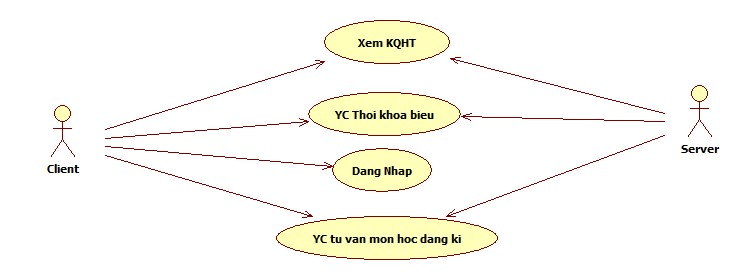 Xem KQHT
YC Thoi khoa bieu
Client
Server
Dang Nhap
YC tu van mon hoc dang ki